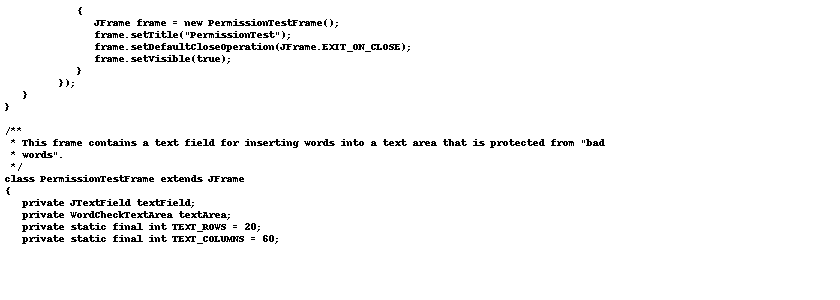 {
JFrame frame = new PermissionTestFrame();
frame.setTitle("PermissionTest");
frame.setDefaultCloseOperation(JFrame.EXIT_ON_CLOSE);
frame.setVisible(true);
}
});
}
}
/**
* This frame contains a text field for inserting words into a text area that is protected from "bad
* words".
*/
class PermissionTestFrame extends JFrame
{
private JTextField textField;
private WordCheckTextArea textArea;
private static final int TEXT_ROWS = 20;
private static final int TEXT_COLUMNS = 60;